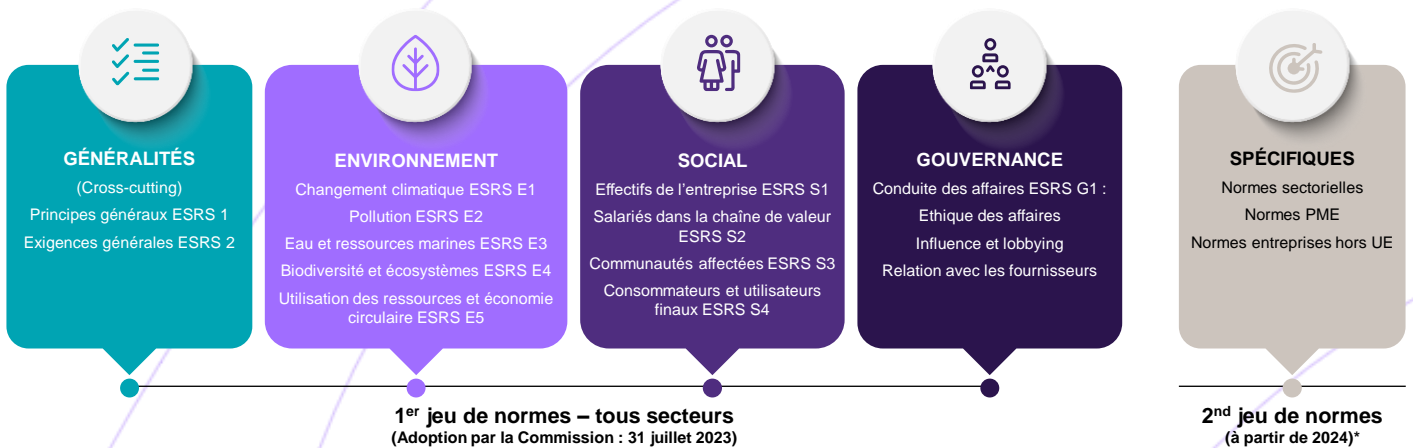 GÉNÉRALITÉS
(Cross-cutting)
Principes généraux ESRS 1
Exigences générales ESRS 2
ENVIRONNEMENT
Changement climatique ESRS E1
Pollution ESRS E2
Eau et ressources marines ESRS E3
Biodiversité et écosystèmes ESRS E4
Utilisation des ressources et économie
circulaire ESRS E5
SOCIAL
Effectifs de l'entreprise ESRS S1
Salariés dans la chaîne de valeur
ESRS S2
Communautés affectées ESRS S3
Consommateurs et utilisateurs
finaux ESRS S4
GOUVERNANCE
Conduite des affaires ESRS G1 :
Ethique des affaires
Influence et lobbying
Relation avec les fournisseurs
SPÉCIFIQUES
Normes sectorielles
Normes PME
Normes entreprises hors UE
1er jeu de normes – tous secteurs
(Adoption par la Commission : 31 juillet 2023)
2nd jeu de normes
(à partir de 2024)*